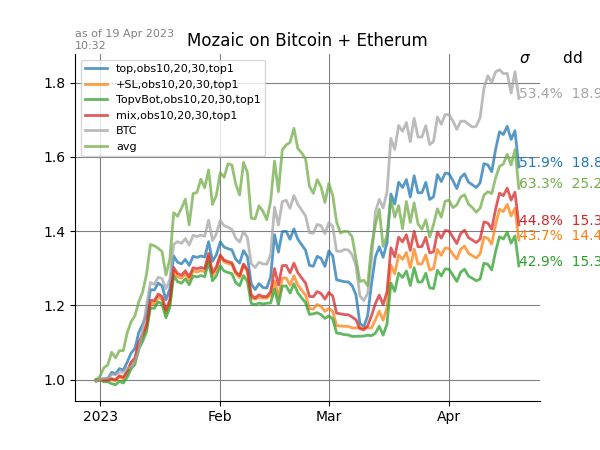 as of 19 Apr 2023
10:32
Mozaic on Bitcoin + Etherum
σ dd
top,obs10,20,30,top1
+SL,obs10,20,30,top1
TopvBot,obs10,20,30,top1
mix,obs10,20,30,top1
BTC
avg
1.8
1.6
1.4
1.2
1.0
53.4% 18.9
51.9% 18.8
63.3% 25.2
44.8% 15.3
43.7% 14.4
42.9% 15.3
2023 Feb Mar Apr